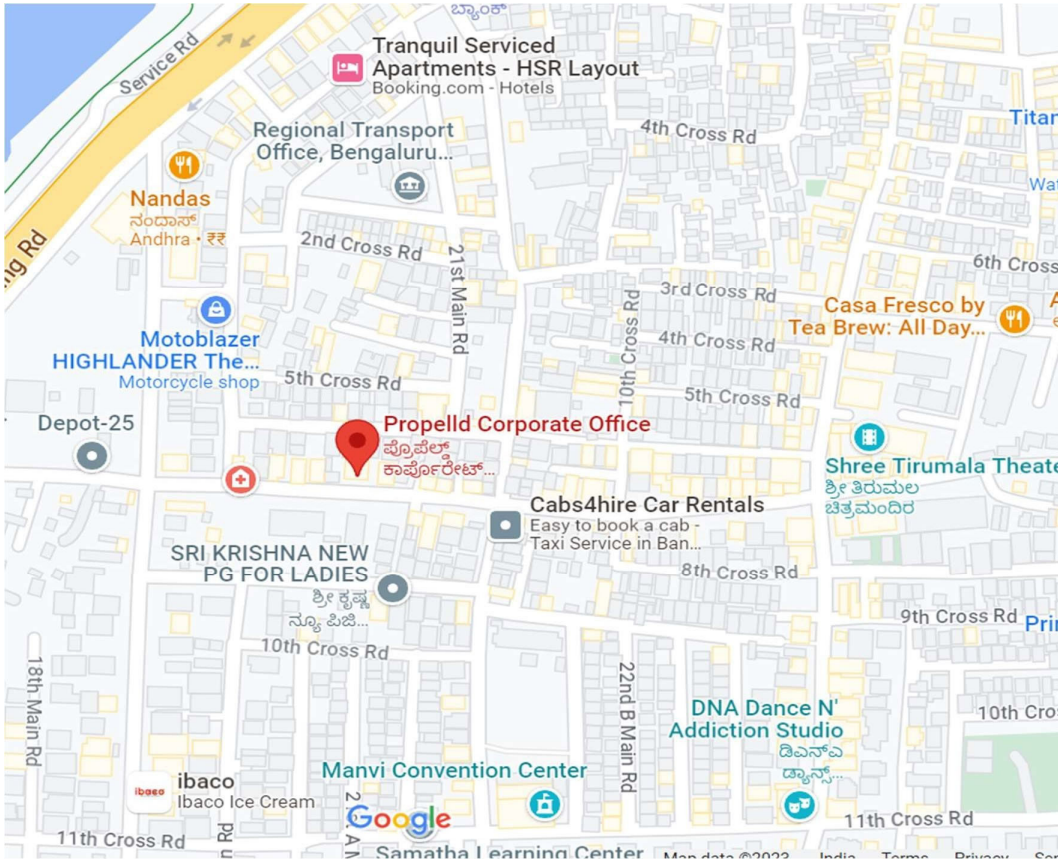 ಬ್ಯಾಂಕ್
Service Rd
Tranquil Serviced
Apartments - HSR Layout
Booking.com - Hotels
Regional Transport
Office, Bengaluru...
4th Cross Rd
Titan
Nandas
ನಂದಾಸ್
Andhra • ₹₹
2nd Cross Rd
21st Main Rd
Rd
6th Cross
3rd Cross Rd
10th Cross Rd
Casa Fresco by
Tea Brew: All Day...
Motoblazer
HIGHLANDER The...
Motorcycle shop
4th Cross Rd
5th Cross Rd
5th Cross Rd
Depot-25
Propelld Corporate Office
ಪ್ರೊಪೆಲ್ಡ್
ಕಾರ್ಪೊರೇಟ್...
Shree Tirumala Theate
ಶ್ರೀ ತಿರುಮಲ
ಚಿತ್ರಮಂದಿರ
Cabs4hire Car Rentals
Easy to book a cab -
Taxi Service in Ban...
SRI KRISHNA NEW
PG FOR LADIES
ಶ್ರೀ ಕೃಷ್ಣ
ನ್ಯೂ ಪಿಜಿ...
8th Cross Rd
9th Cross Rd
10th Cross Rd
18th Main Rd
22nd B Main Rd
DNA Dance N'
Addiction Studio
ಡಿಎನ್ಎ
ಡ್ಯಾನ್ಸ್...
10th Cro
Manvi Convention Center
ibaco
ibaco
Ibaco Ice Cream
Google
11th Cross Rd
11th Cross Rd
Samatha Learning Center
Map data ©2023
India
Terms
Privacy